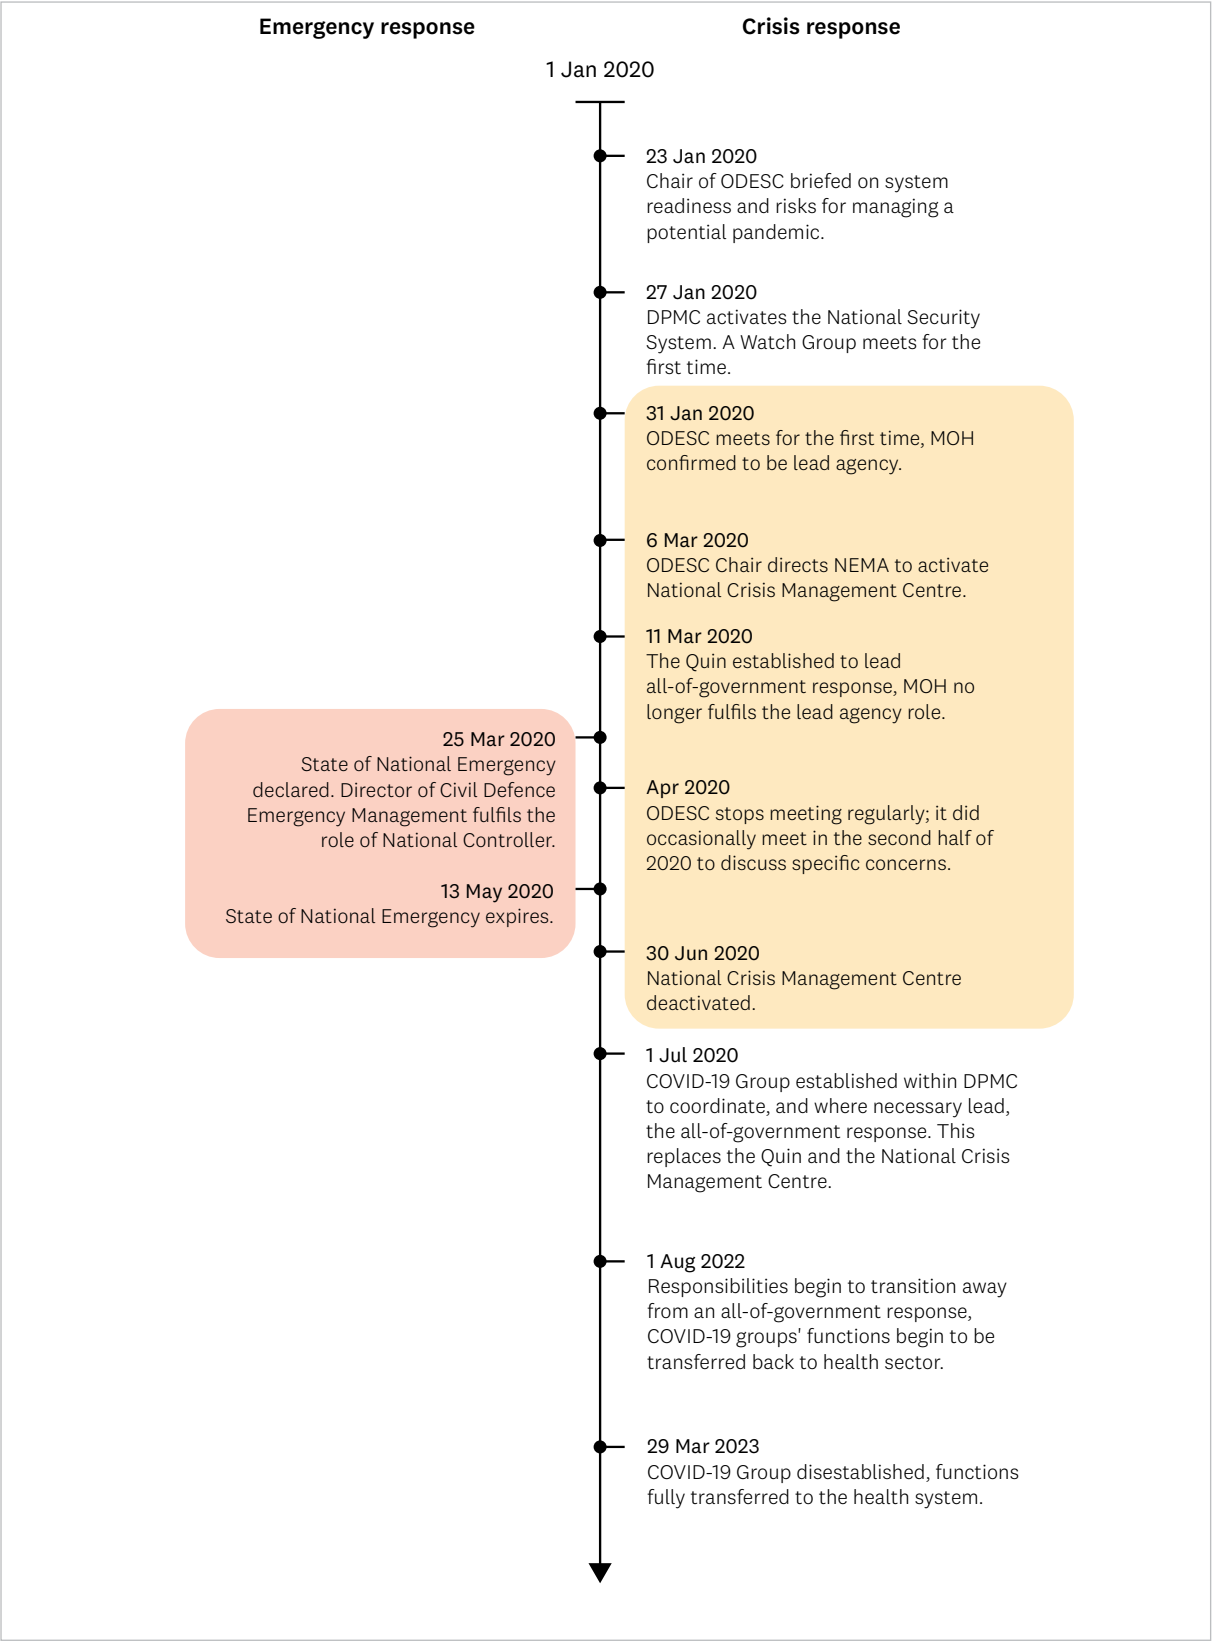 Emergency response
Crisis response
1 Jan 2020
23 Jan 2020
Chair of ODESC briefed on system
readiness and risks for managing a
potential pandemic.
27 Jan 2020
DPMC activates the National Security
System. A Watch Group meets for the
first time.
31 Jan 2020
ODESC meets for the first time, MOH
confirmed to be lead agency.
6 Mar 2020
ODESC Chair directs NEMA to activate
National Crisis Management Centre.
11 Mar 2020
The Quin established to lead
all-of-government response, MOH no
longer fulfils the lead agency role.
25 Mar 2020
State of National Emergency
declared. Director of Civil Defence
Emergency Management fulfils the
role of National Controller.
Apr 2020
ODESC stops meeting regularly; it did
occasionally meet in the second half of
2020 to discuss specific concerns.
13 May 2020
State of National Emergency expires.
30 Jun 2020
National Crisis Management Centre
deactivated.
1 Jul 2020
COVID-19 Group established within DPMC
to coordinate, and where necessary lead,
the all-of-government response. This
replaces the Quin and the National Crisis
Management Centre.
1 Aug 2022
Responsibilities begin to transition away
from an all-of-government response,
COVID-19 groups' functions begin to be
transferred back to health sector.
29 Mar 2023
COVID-19 Group disestablished, functions
fully transferred to the health system.